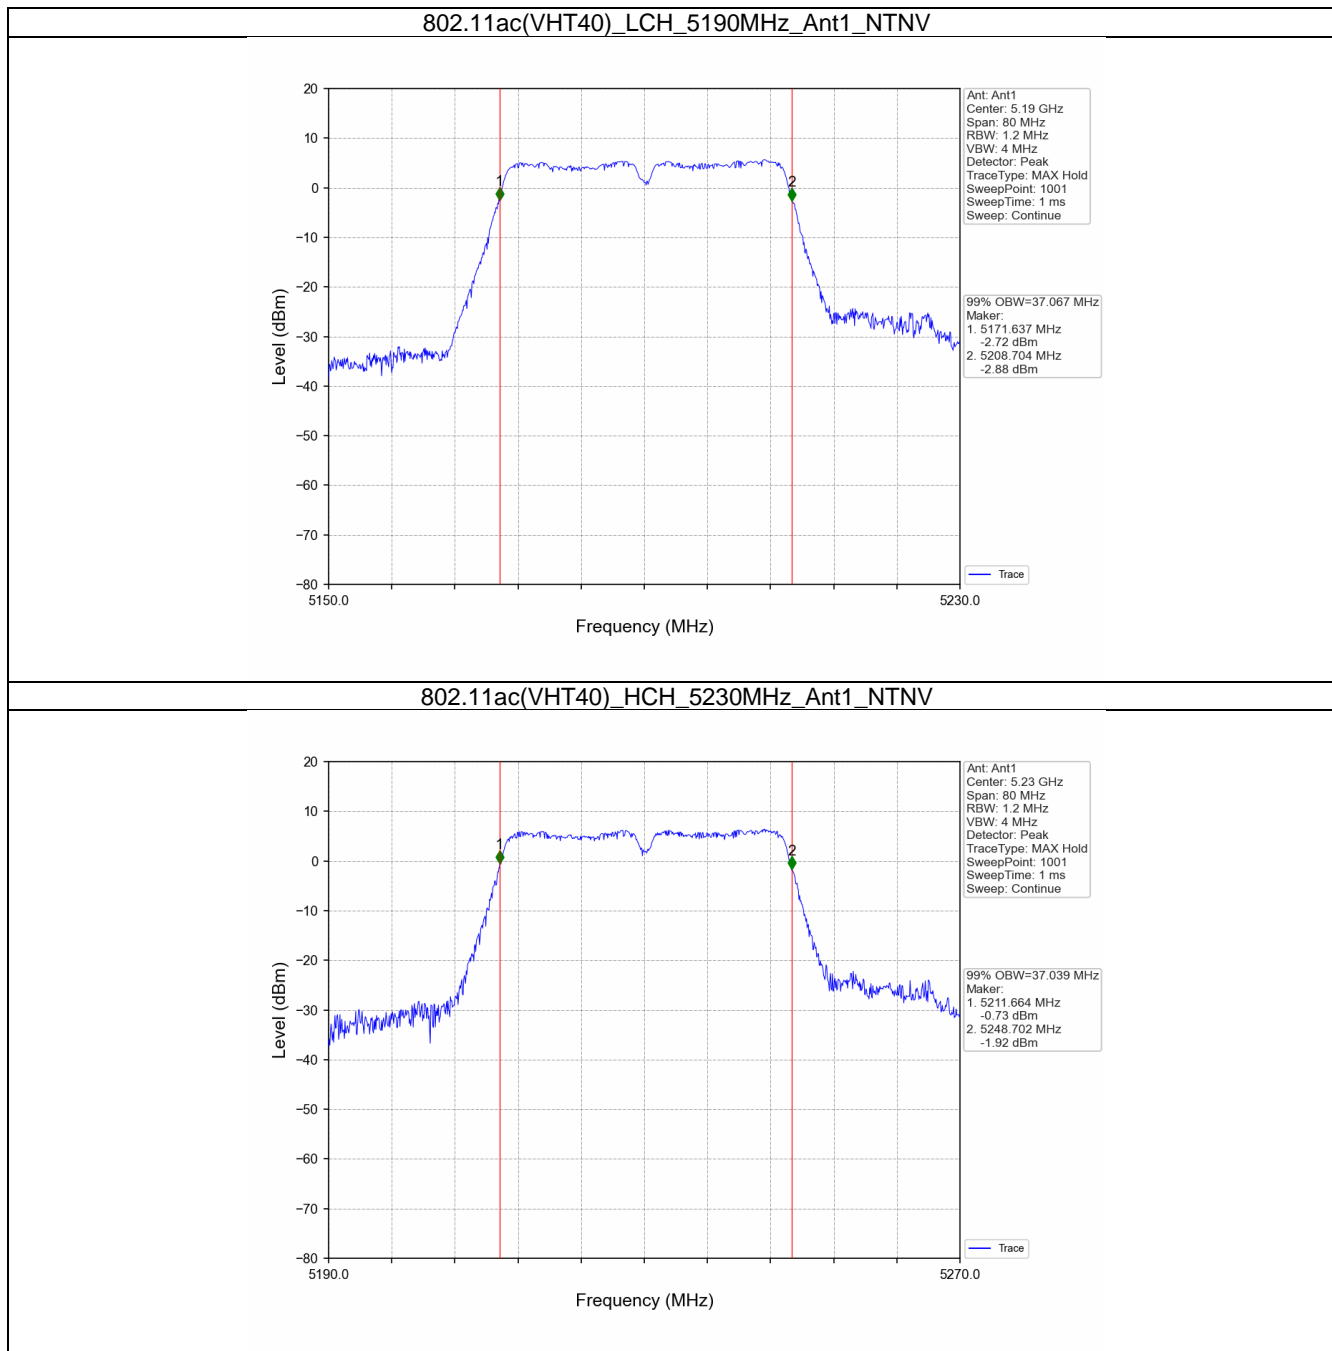 802.11ac(VHT40)_LCH_5190MHz_Ant1_NTNV
20
10
0
−10
−20
−30
−40
−50
−60
−70
−80
Level (dBm)
1
2
5150.0
5230.0
Frequency (MHz)
Ant: Ant1
Center: 5.19 GHz
Span: 80 MHz
RBW: 1.2 MHz
VBW: 4 MHz
Detector: Peak
TraceType: MAX Hold
SweepPoint: 1001
SweepTime: 1 ms
Sweep: Continue
99% OBW=37.067 MHz
Maker:
1. 5171.637 MHz
-2.72 dBm
2. 5208.704 MHz
-2.88 dBm
Trace
802.11ac(VHT40)_HCH_5230MHz_Ant1_NTNV
20
10
0
−10
−20
−30
−40
−50
−60
−70
−80
Level (dBm)
1
2
5190.0
5270.0
Frequency (MHz)
Ant: Ant1
Center: 5.23 GHz
Span: 80 MHz
RBW: 1.2 MHz
VBW: 4 MHz
Detector: Peak
TraceType: MAX Hold
SweepPoint: 1001
SweepTime: 1 ms
Sweep: Continue
99% OBW=37.039 MHz
Maker:
1. 5211.664 MHz
-0.73 dBm
2. 5248.702 MHz
-1.92 dBm
Trace